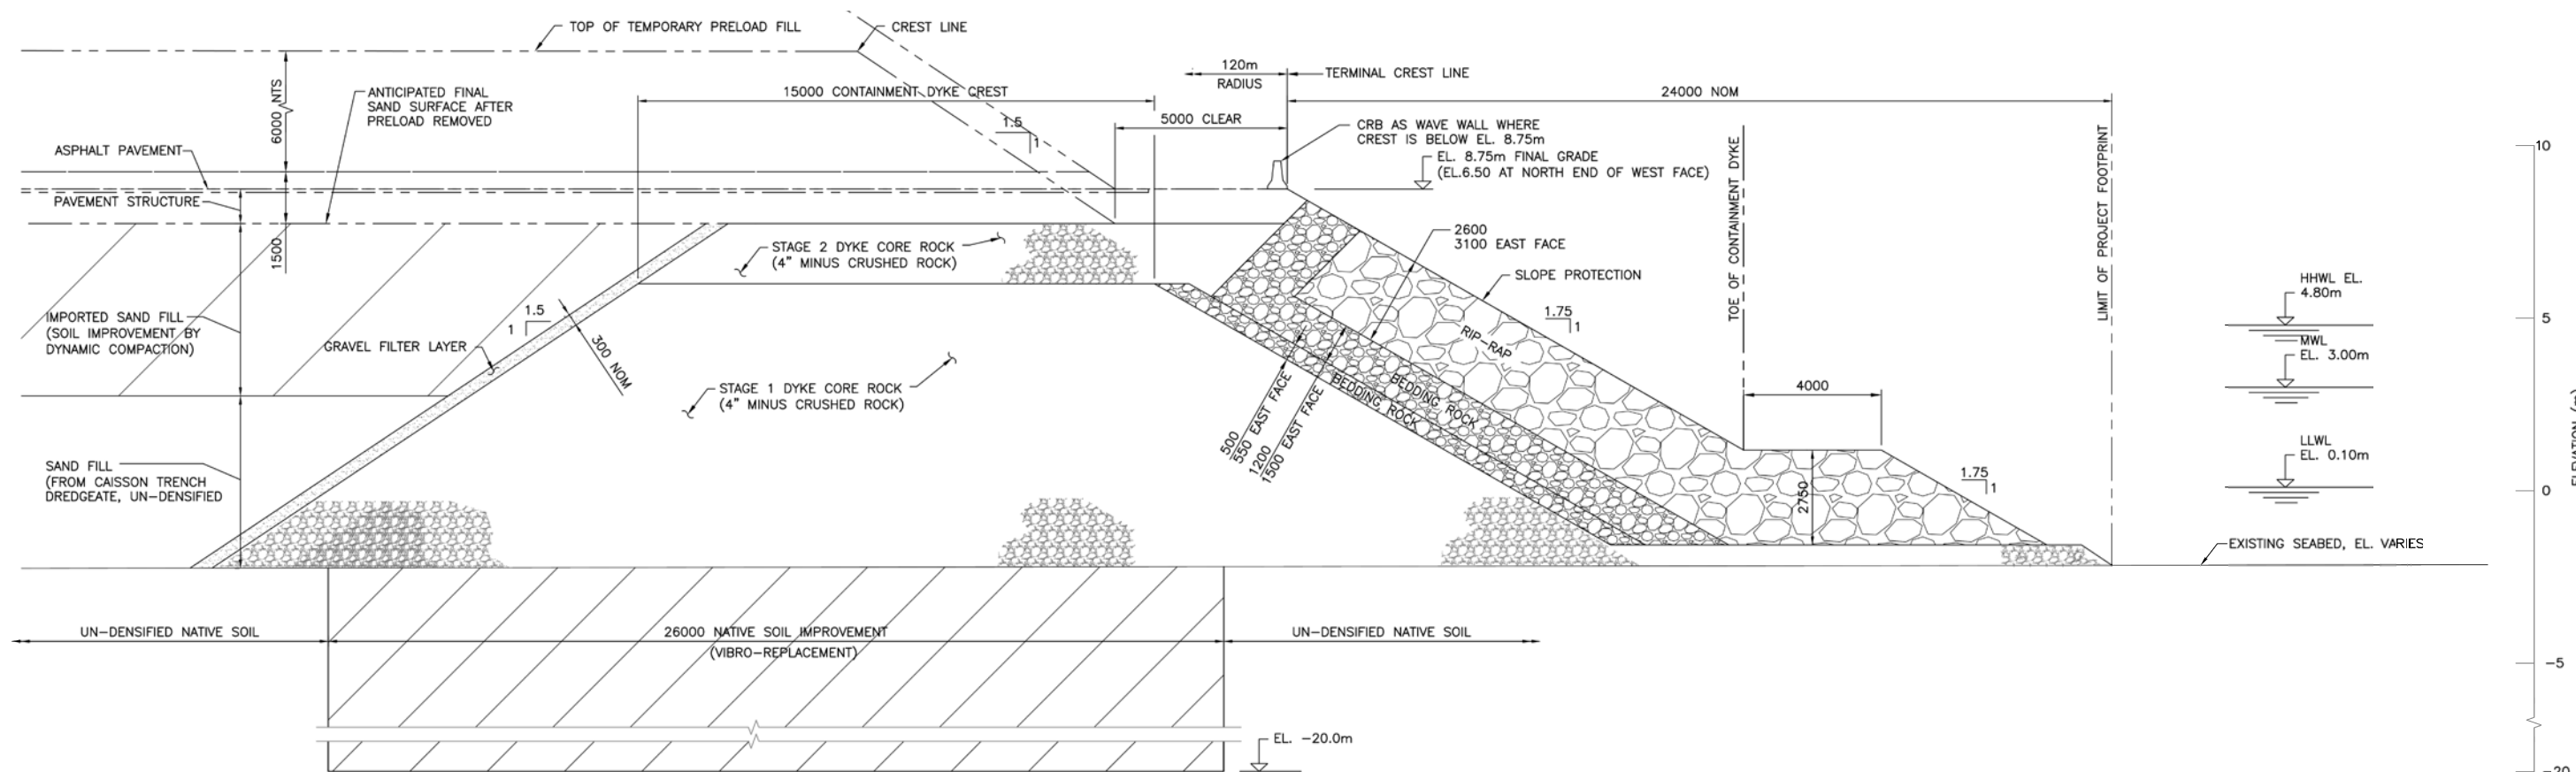 TOP OF TEMPORARY PRELOAD FILL
CREST LINE
6000 NTS
ANTICIPATED FINAL
SAND SURFACE AFTER
PRELOAD REMOVED
15000 CONTAINMENT DYKE CREST
120m
RADIUS
TERMINAL CREST LINE
24000 NOM
5000 CLEAR
1.5
1
CRB AS WAVE WALL WHERE
CREST IS BELOW EL. 8.75m
EL. 8.75m FINAL GRADE
(EL.6.50 AT NORTH END OF WEST FACE)
TOE OF CONTAINMENT DYKE
LIMIT OF PROJECT FOOTPRINT
ASPHALT PAVEMENT
PAVEMENT STRUCTURE
1500
STAGE 2 DYKE CORE ROCK
(4" MINUS CRUSHED ROCK)
2600
3100 EAST FACE
SLOPE PROTECTION
1.75
1
RIP-RAP
HHWL EL.
4.80m
MWL
EL. 3.00m
LLWL
EL. 0.10m
IMPORTED SAND FILL
(SOIL IMPROVEMENT BY
DYNAMIC COMPACTION)
1.5
1
GRAVEL FILTER LAYER
300 NOM
STAGE 1 DYKE CORE ROCK
(4" MINUS CRUSHED ROCK)
500
550 EAST FACE
1200
1500 EAST FACE
BEDDING ROCK
BEDDING ROCK
4000
2750
1.75
1
SAND FILL
(FROM CAISSON TRENCH
DREDGEATE, UN-DENSIFIED
EXISTING SEABED, EL. VARIES
UN-DENSIFIED NATIVE SOIL
26000 NATIVE SOIL IMPROVEMENT
(VIBRO-REPLACEMENT)
UN-DENSIFIED NATIVE SOIL
EL. -20.0m
10
5
0
-5
-20
ELEVATION (m)